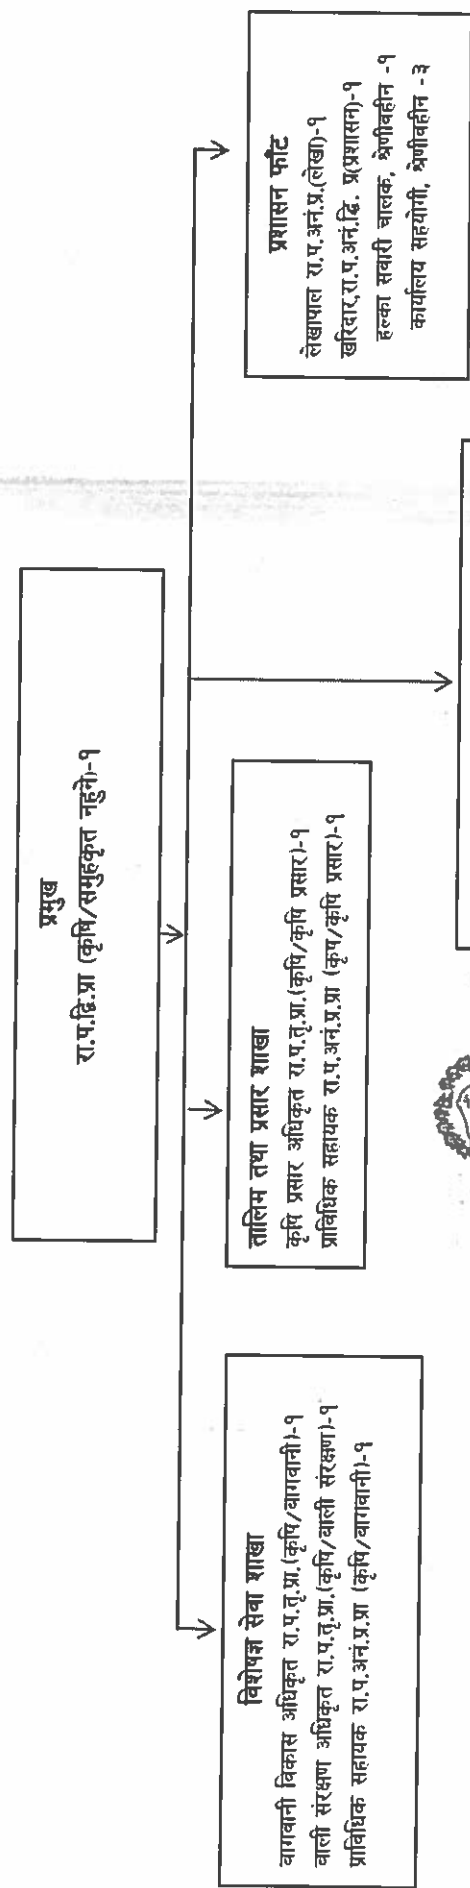 प्रमुख
रा.प.द्वि.प्रा (कृषि/समुहकृत नहुने)-१
विशेषज्ञ सेवा शाखा
बागवानी विकास अधिकृत रा.प.तृ.प्रा.(कृषि/बागवानी)-१
बाली संरक्षण अधिकृत रा.प.तृ.प्रा.(कृषि/बाली संरक्षण)-१
प्राविधिक सहायक रा.प.अनं.प्र.प्रा (कृषि/बागवानी)-१
तालिम तथा प्रसार शाखा
कृषि प्रसार अधिकृत रा.प.तृ.प्रा.(कृषि/कृषि प्रसार)-१
प्राविधिक सहायक रा.प.अनं.प्र.प्रा (कृष/कृषि प्रसार)-१
प्रशासन फाँट
लेखापाल रा.प.अनं.प्र.(लेखा)-१
खरिदार,रा.प.अनं.द्वि. प्र(प्रशासन)-१
हल्का सवारी चालक, श्रेणीवहीन -१
कार्यालय सहयोगी, श्रेणीवहीन -३